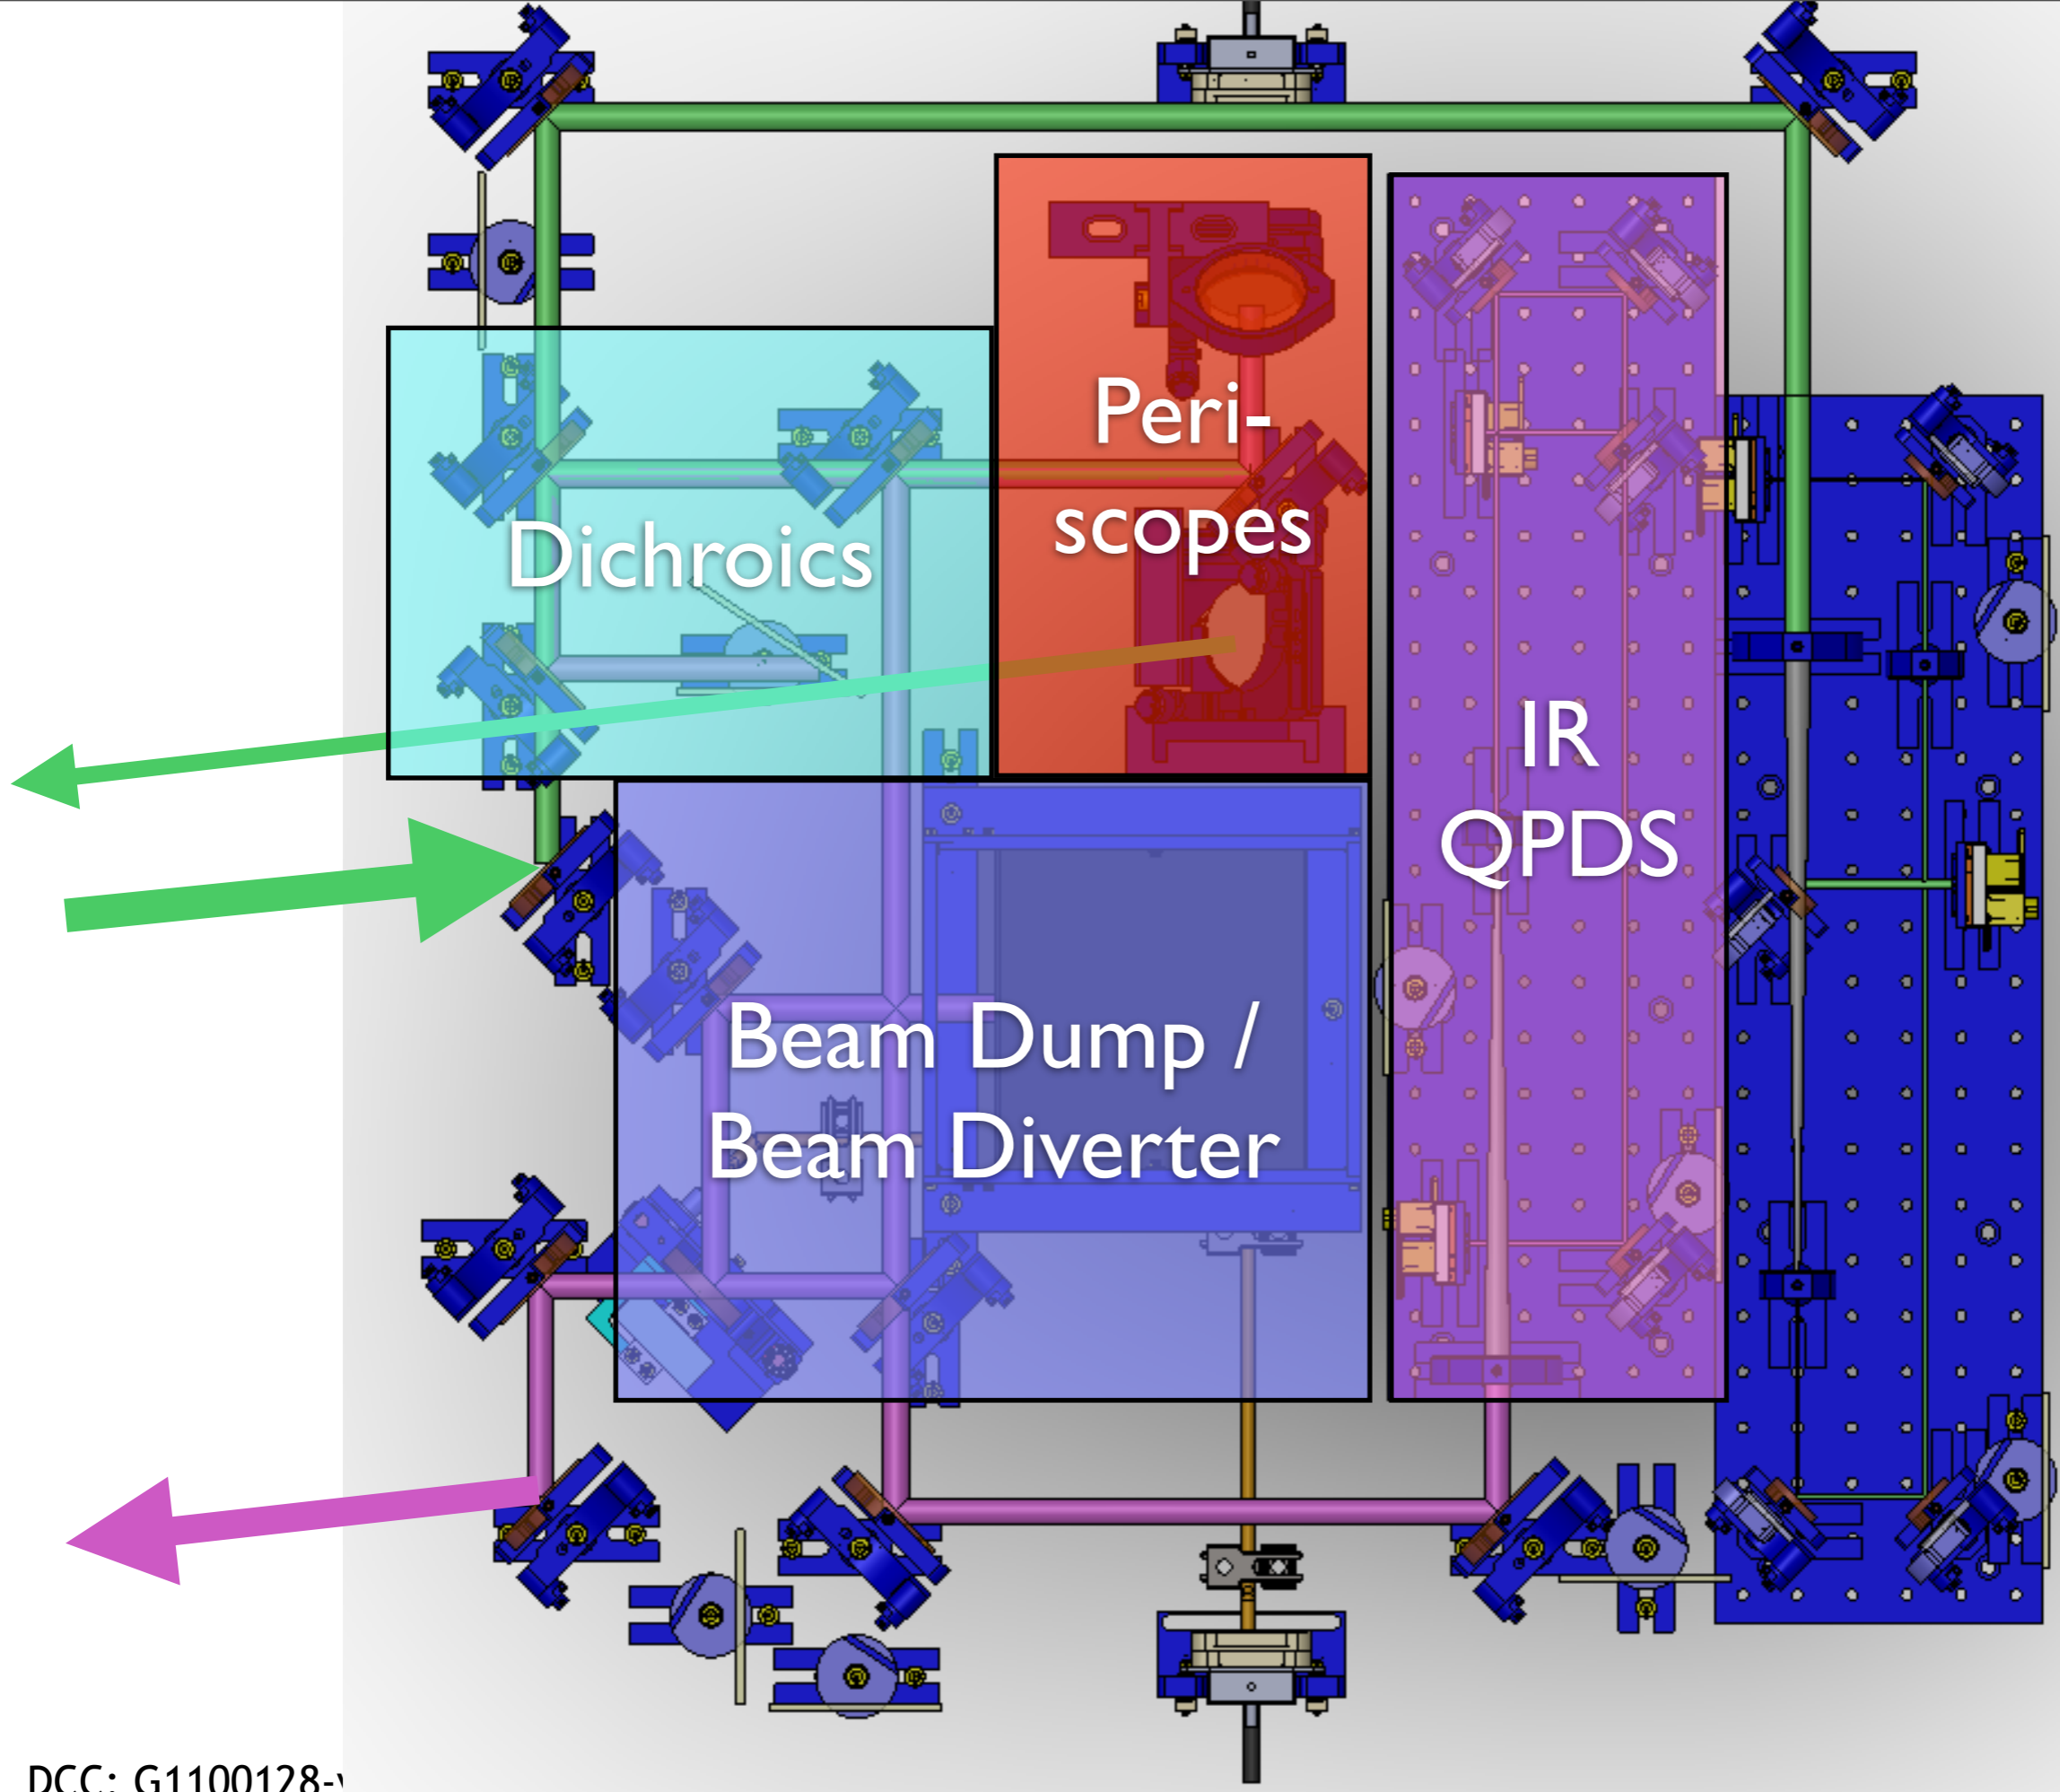 Peri-
scopes
Dichroics
IR
QPDS
Beam Dump /
Beam Diverter
DCC: G1100128-